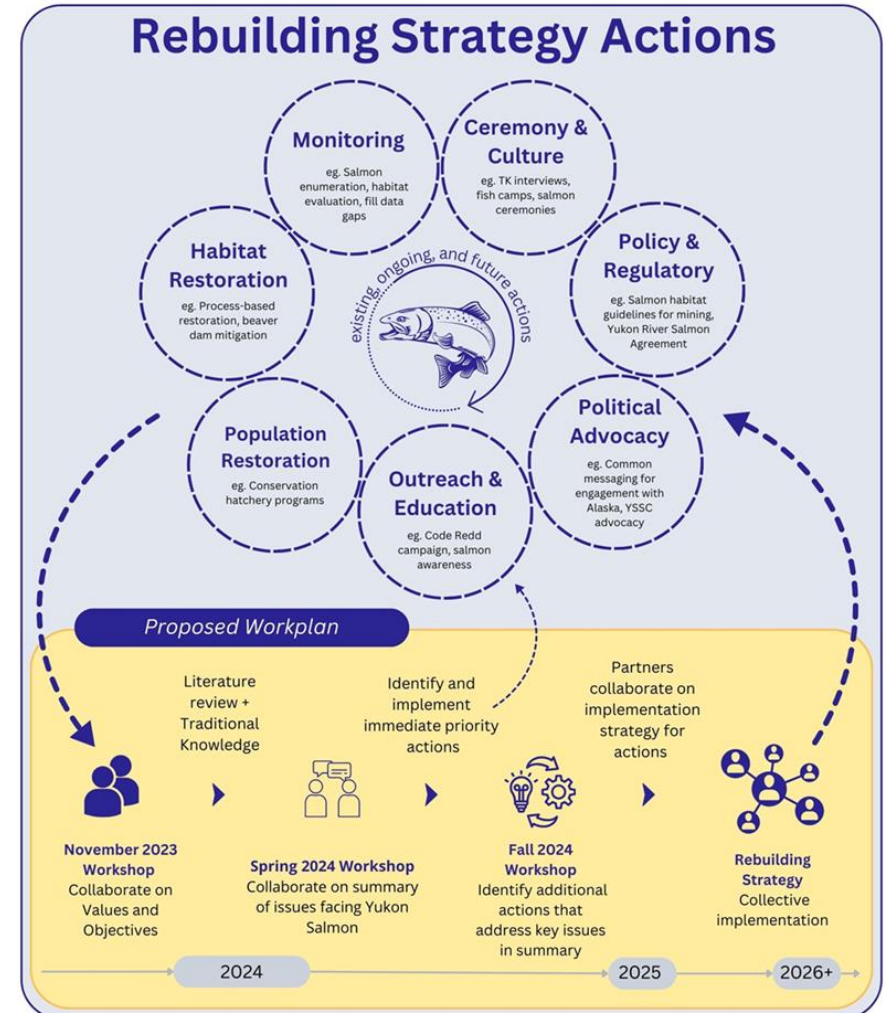 Rebuilding Strategy Actions
Monitoring
eg. Salmon
enumeration, habitat
evaluation, fill data
gaps
Ceremony &
Culture
eg. TK interviews,
fish camps, salmon
ceremonies
Habitat
Restoration
eg. Process-based
restoration, beaver
dam mitigation
existing, ongoing, and future actions
Policy &
Regulatory
eg. Salmon habitat
guidelines for mining,
Yukon River Salmon
Agreement
Population
Restoration
eg. Conservation
hatchery programs
Outreach &
Education
eg. Code Redd
campaign, salmon
awareness
Political
Advocacy
eg. Common
messaging for
engagement with
Alaska, YSSC
advocacy
Proposed Workplan
Literature
review +
Traditional
Knowledge
Identify and
implement
immediate priority
actions
Partners
collaborate on
implementation
strategy for
actions
November 2023
Workshop
Collaborate on
Values and
Objectives
Spring 2024 Workshop
Collaborate on summary
of issues facing Yukon
Salmon
Fall 2024
Workshop
Identify additional
actions that
address key issues
in summary
Rebuilding
Strategy
Collective
implementation
2024
2025
2026+